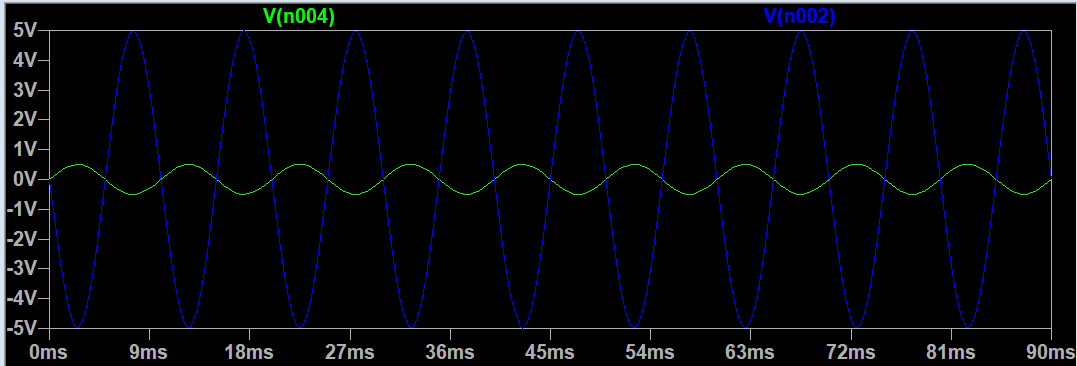 V(n004) V(n002)
5V
4V
3V
2V
1V
0V
-1V
-2V
-3V
-4V
-5V
0ms 9ms 18ms 27ms 36ms 45ms 54ms 63ms 72ms 81ms 90ms